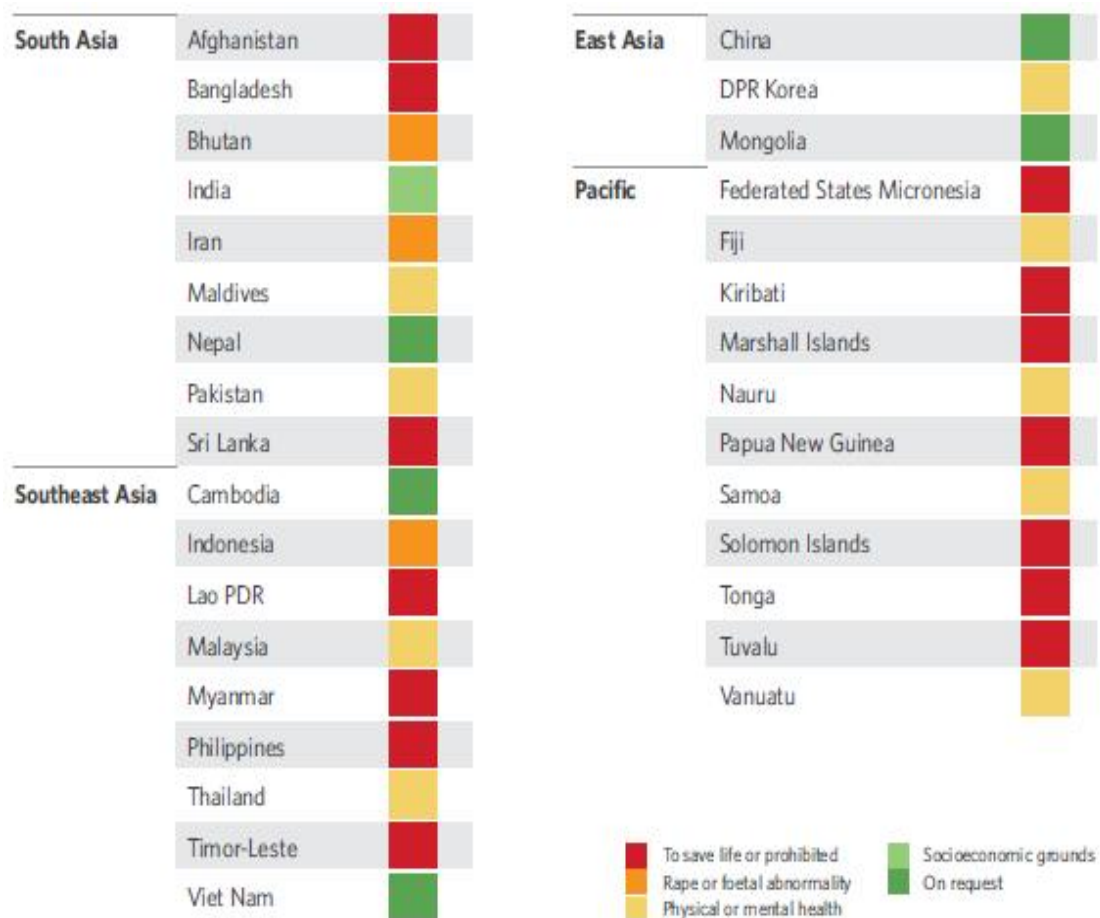 South Asia
Afghanistan
Bangladesh
Bhutan
India
Iran
Maldives
Nepal
Pakistan
Sri Lanka
Southeast Asia
Cambodia
Indonesia
Lao PDR
Malaysia
Myanmar
Philippines
Thailand
Timor-Leste
Viet Nam
East Asia
China
DPR Korea
Mongolia
Pacific
Federated States Micronesia
Fiji
Kiribati
Marshall Islands
Nauru
Papua New Guinea
Samoa
Solomon Islands
Tonga
Tuvalu
Vanuatu
To save life or prohibited
Rape or foetal abnormality
Physical or mental health
Socioeconomic grounds
On request